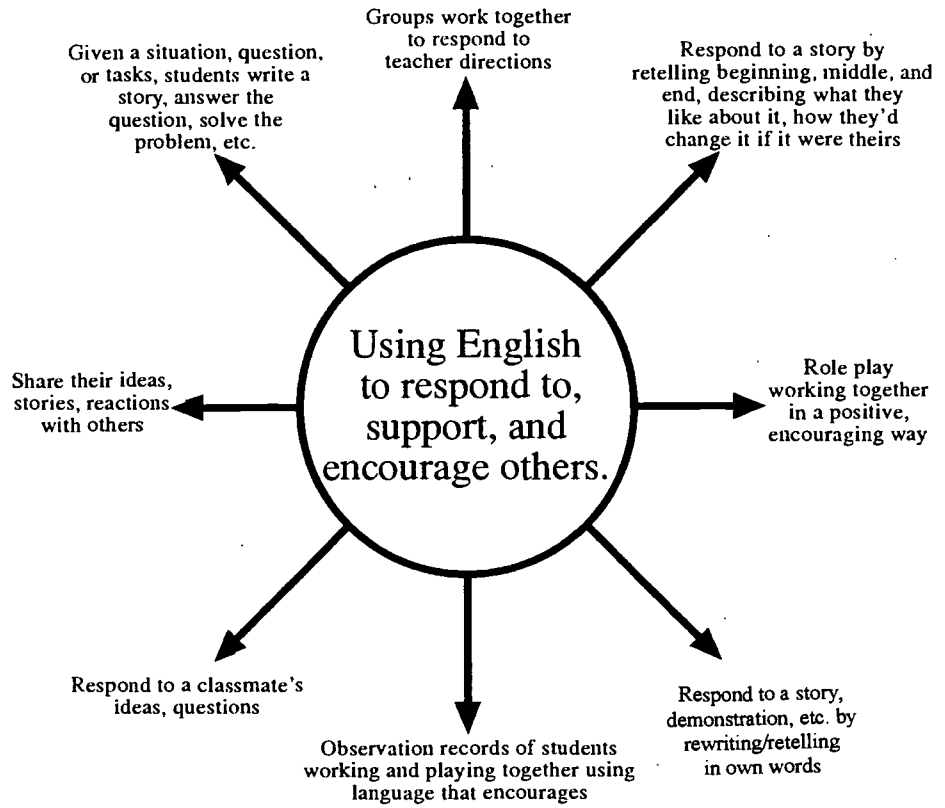 Groups work together
to respond to
teacher directions
Given a situation, question,
or tasks, students write a
story, answer the
question, solve the
problem, etc.
Respond to a story by
retelling beginning, middle, and
end, describing what they
like about it, how they'd
change it if it were theirs
Using English
to respond to,
support, and
encourage others.
Share their ideas,
stories, reactions
with others
Role play
working together
in a positive,
encouraging way
Respond to a classmate's
ideas, questions
Observation records of students
working and playing together using
language that encourages
Respond to a story,
demonstration, etc. by
rewriting/retelling
in own words